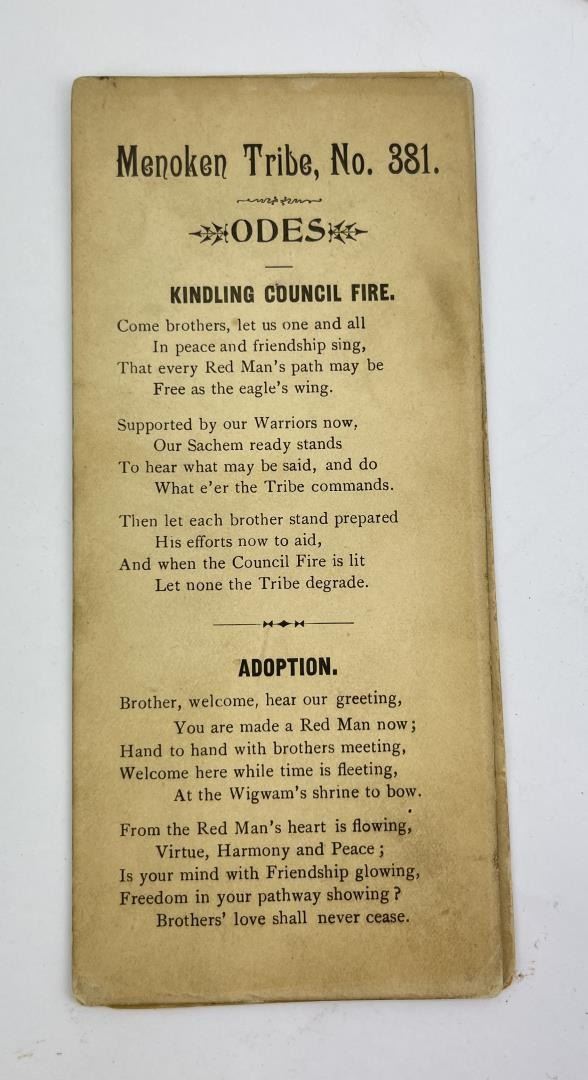 Menoken Tribe, No. 381.
ODES
KINDLING COUNCIL FIRE.
Come brothers, let us one and all
In peace and friendship sing,
That every Red Man's path may be
Free as the eagle's wing.
Supported by our Warriors now,
Our Sachem ready stands
To hear what may be said, and do
What e'er the Tribe commands.
Then let each brother stand prepared
His efforts now to aid,
And when the Council Fire is lit
Let none the Tribe degrade.
ADOPTION.
Brother, welcome, hear our greeting,
You are made a Red Man now;
Hand to hand with brothers meeting,
Welcome here while time is fleeting,
At the Wigwam's shrine to bow.
From the Red Man's heart is flowing,
Virtue, Harmony and Peace;
Is your mind with Friendship glowing,
Freedom in your pathway showing?
Brothers' love shall never cease.